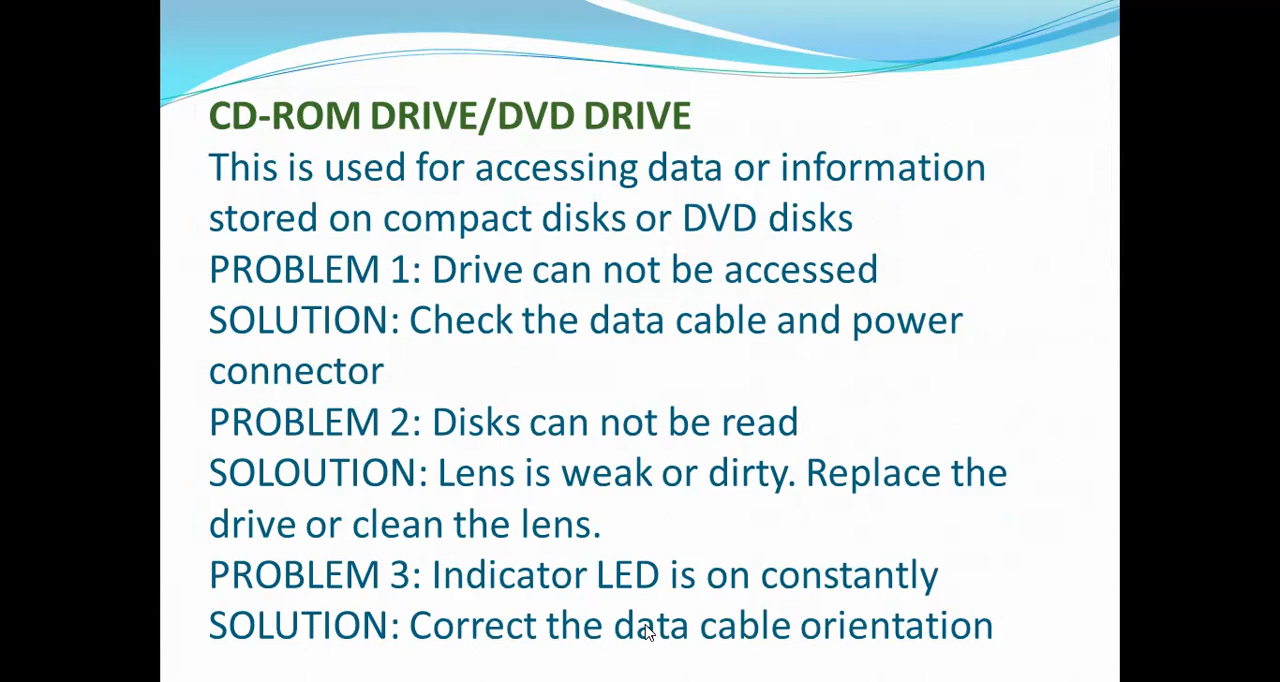 CD-ROM DRIVE/DVD DRIVE
This is used for accessing data or information
stored on compact disks or DVD disks
PROBLEM 1: Drive can not be accessed
SOLUTION: Check the data cable and power
connector
PROBLEM 2: Disks can not be read
SOLOUTION: Lens is weak or dirty. Replace the
drive or clean the lens.
PROBLEM 3: Indicator LED is on constantly
SOLUTION: Correct the data cable orientation